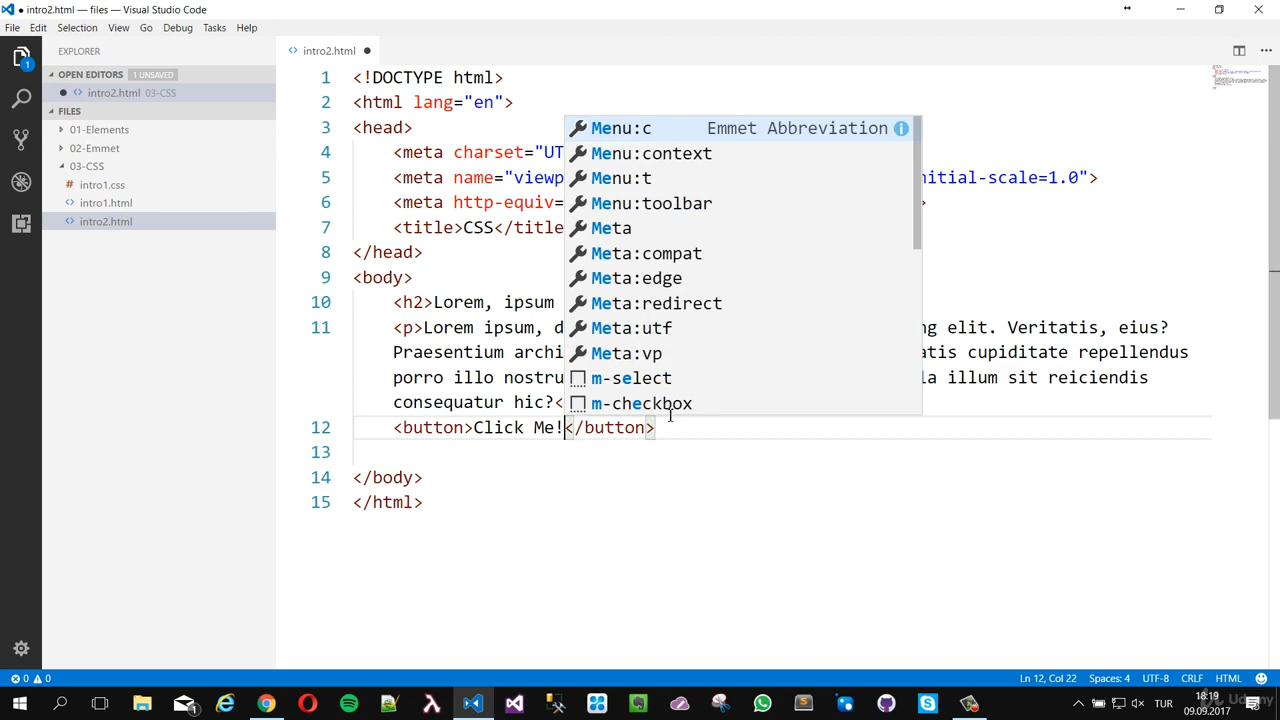 intro2.html — files — Visual Studio Code
File Edit Selection View Go Debug Tasks Help
EXPLORER
OPEN EDITORS 1 UNSAVED
intro2.html 03-CSS
FILES
01-Elements
02-Emmet
03-CSS
intro1.css
intro1.html
intro2.html
1
intro2.html
1 <!DOCTYPE html>
2 <html lang="en">
3 <head>
4 <meta charset="UT
5 <meta name="viewp nitial-scale=1.0">
6 <meta http-equiv= >
7 <title>CSS</title
8 </head>
9 <body>
10 <h2>Lorem, ipsum
11 <p>Lorem ipsum, d ng elit. Veritatis, eius?
Praesentium archi atis cupiditate repellendus
porro illo nostru la illum sit reiciendis
consequatur hic?<
12 <button>Click Me!</button>
13
14 </body>
15 </html>
Menu:c Emmet Abbreviation
Menu:context
Menu:t
Menu:toolbar
Meta
Meta:compat
Meta:edge
Meta:redirect
Meta:utf
Meta:vp
m-select
m-checkbox
0 0 Ln 12, Col 22 Spaces: 4 UTF-8 CRLF HTML
TUR
18:19
09.09.2017
Udemy